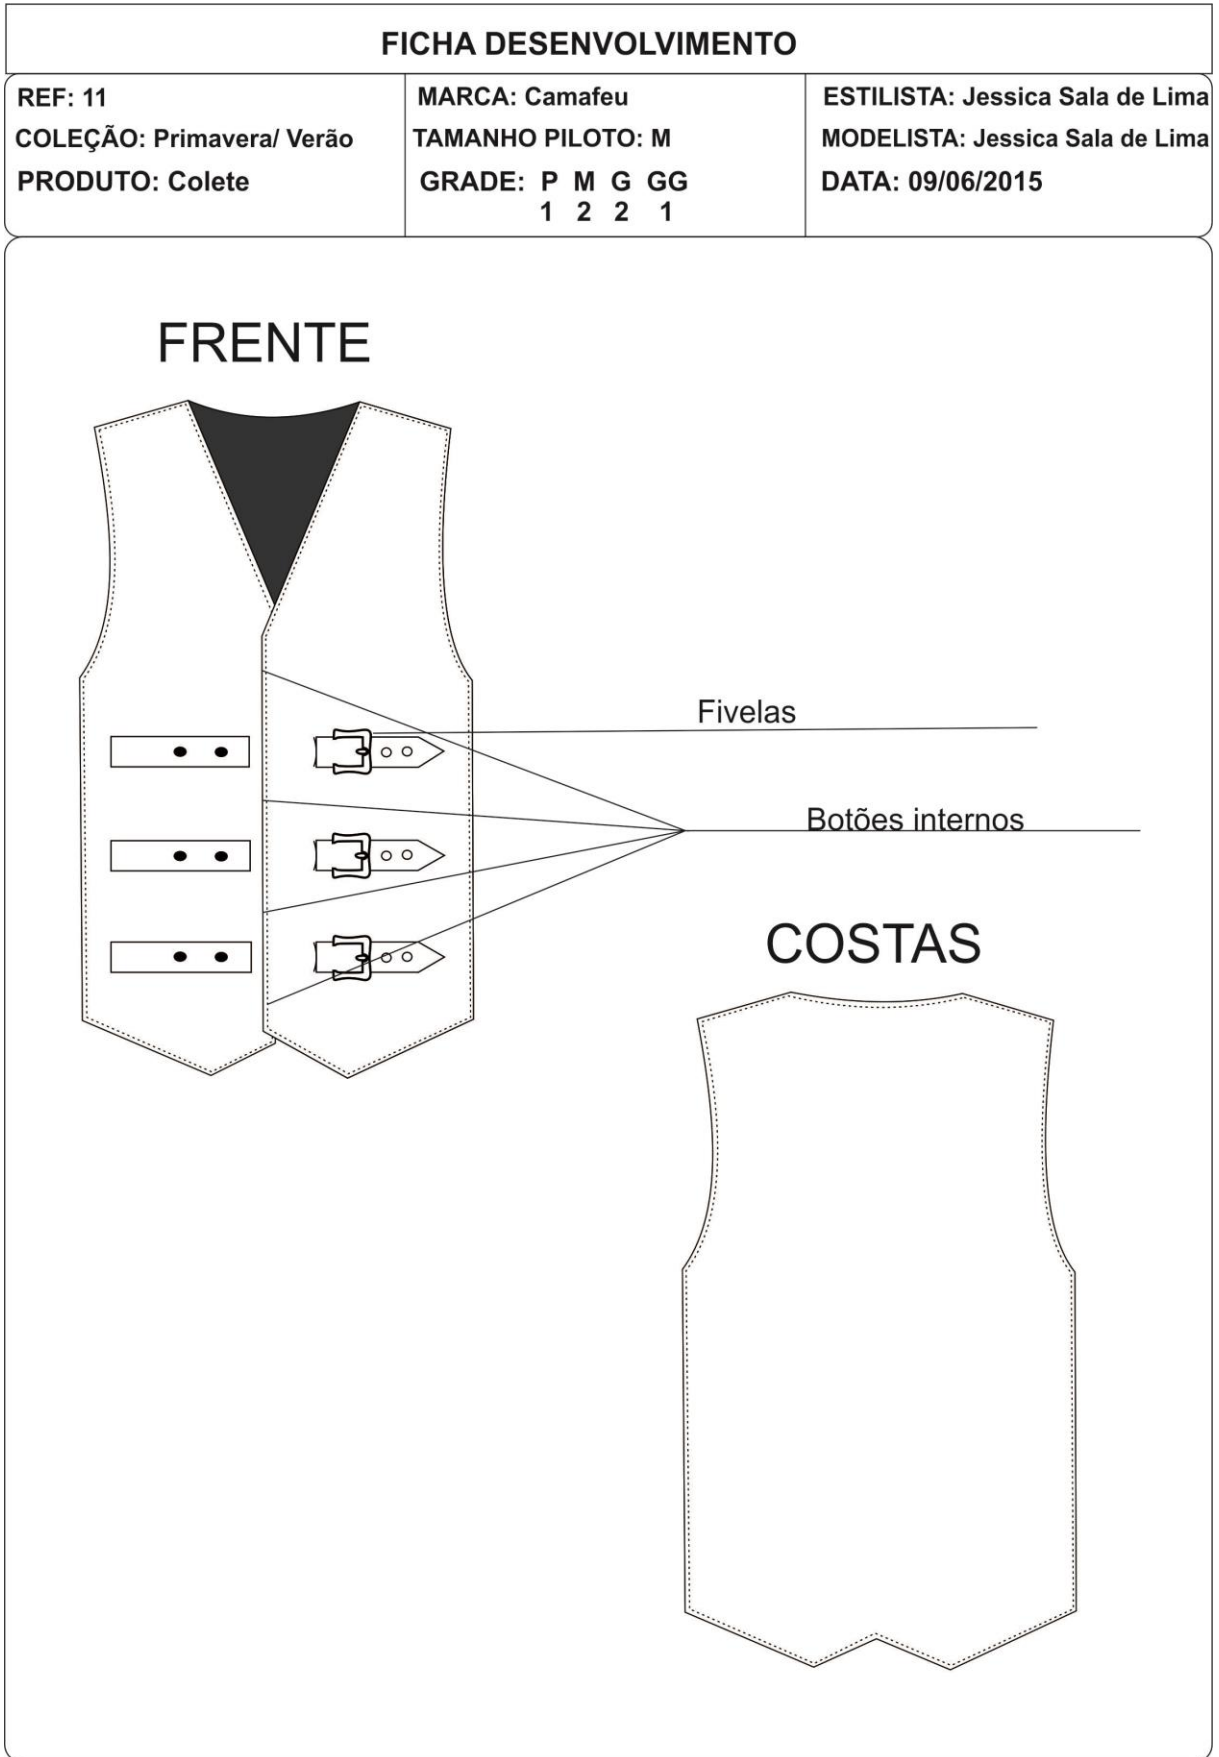 FICHA DESENVOLVIMENTO
REF: 11
COLEÇÃO: Primavera/ Verão
PRODUTO: Colete
MARCA: Camafeu
TAMANHO PILOTO: M
GRADE: P M G GG
1 2 2 1
ESTILISTA: Jessica Sala de Lima
MODELISTA: Jessica Sala de Lima
DATA: 09/06/2015
FRENTE
Fivelas
Botões internos
COSTAS